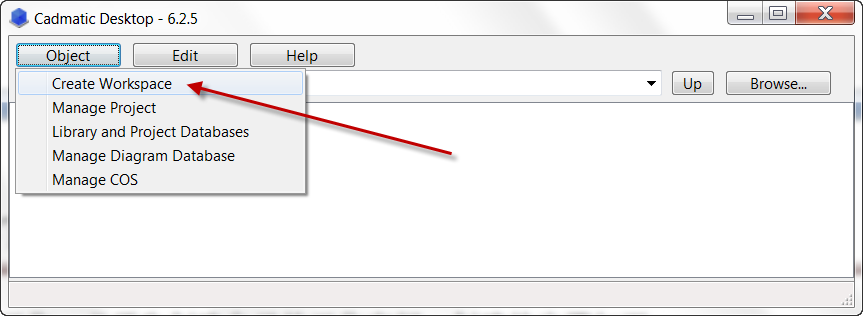 Cadmatic Desktop - 6.2.5
Object Edit Help
Create Workspace
Up Browse...
Manage Project
Library and Project Databases
Manage Diagram Database
Manage COS